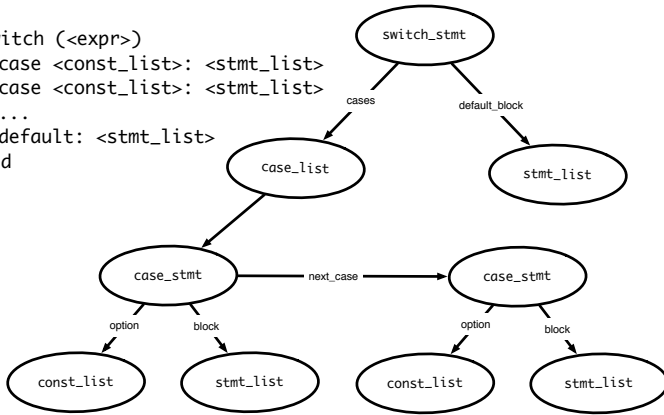 itch (<expr>)
case <const_list>: <stmt_list>
case <const_list>: <stmt_list>
...
default: <stmt_list>
d
switch_stmt
cases
default_block
case_list
stmt_list
case_stmt
next_case
case_stmt
option
block
option
block
const_list
stmt_list
const_list
stmt_list